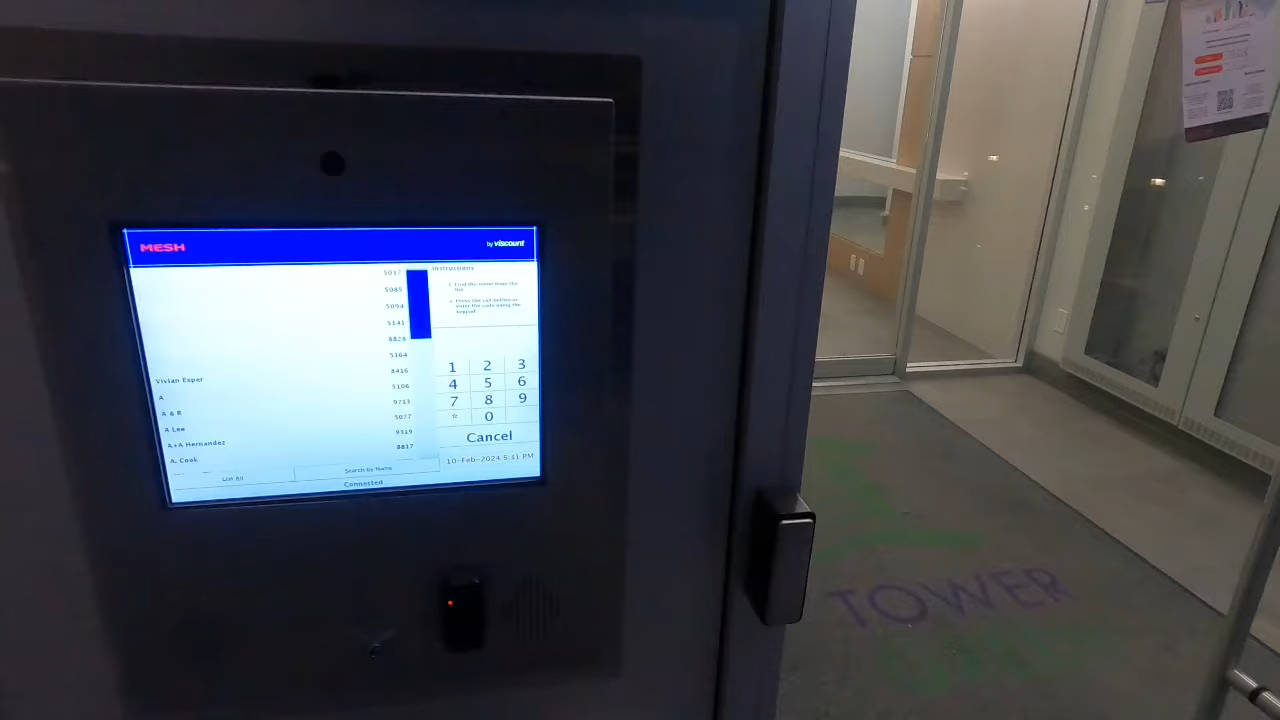 MESH
by viscount
5017
5085
5094
5141
8828
5164
8416
Vivian Esper 5106
A 9713
A & R 5077
A Lee 9319
A+A Hernandez 8817
A. Cook
List All
Search by Name
Connected
Instructions
1. Find the name from the list.
2. Press the call button or enter the code using the keypad
1 2 3
4 5 6
7 8 9
* 0
Cancel
10-Feb-2024 5:31 PM
TOWER